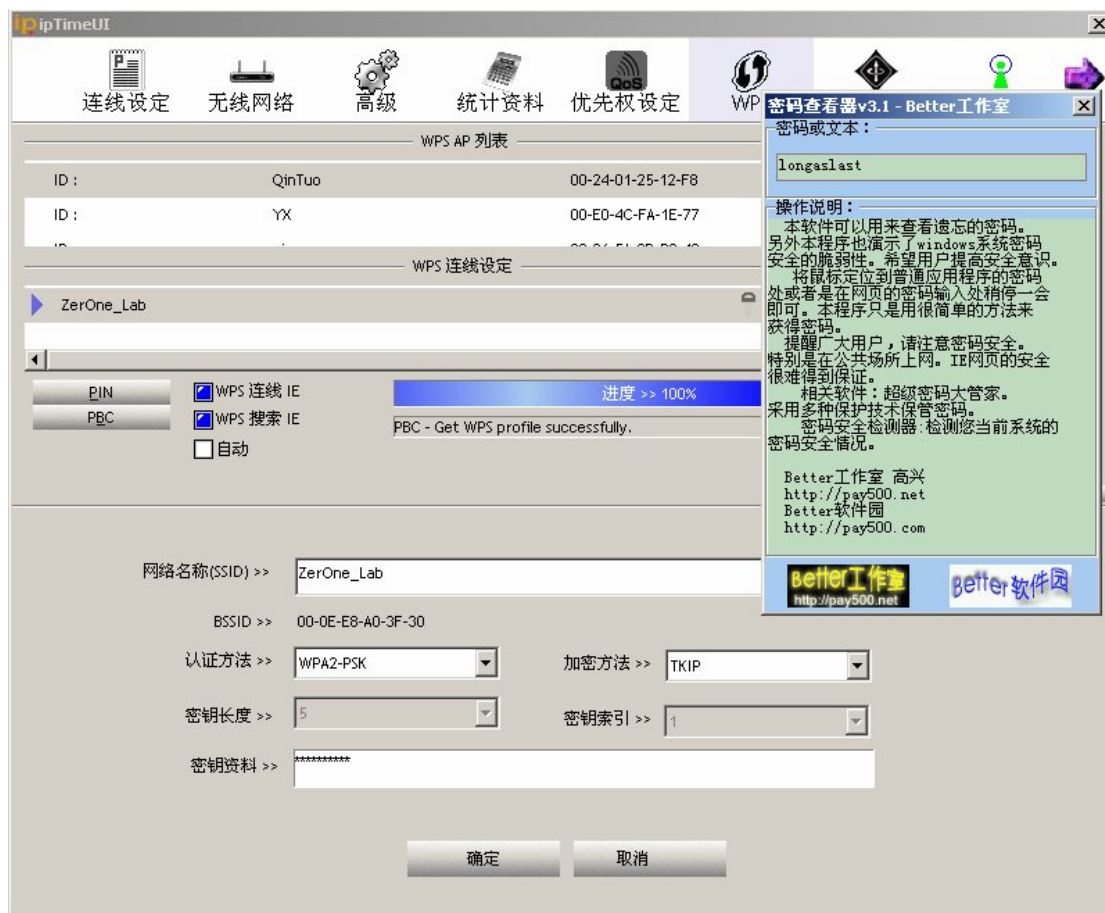 ipTimeUI
连线设定 无线网络 高级 统计资料 优先权设定
WPS AP 列表
ID : QinTuo 00-24-01-25-12-F8
ID : YX 00-E0-4C-FA-1E-77
WPS 连线设定
ZerOne_Lab
PIN
PBC
WPS 连线 IE
WPS 搜索 IE
自动
进度 >> 100%
PBC - Get WPS profile successfully.
网络名称(SSID) >> ZerOne_Lab
BSSID >> 00-0E-E8-A0-3F-30
认证方法 >> WPA2-PSK 加密方法 >> TKIP
密钥长度 >> 5 密钥索引 >> 1
密钥资料 >> **********
确定 取消
密码查看器v3.1 - Better工作室
密码或文本：
longaslast
操作说明：
本软件可以用来查看遗忘的密码。
另外本程序也演示了windows系统密码
安全的脆弱性。希望用户提高安全意识。
将鼠标定位到普通应用程序的密码
处或者是在网页的密码输入处稍停一会
即可。本程序只是用很简单的方法来
获得密码。
提醒广大用户，请注意密码安全。
特别是在公共场所上网。IE网页的安全
很难得到保证。
相关软件：超级密码大管家。
采用多种保护技术保管密码。
密码安全检测器:检测您当前系统的
密码安全情况。
Better工作室 高兴
http://pay500.net
Better软件园
http://pay500.com
Better工作室
http://pay500.net
Better软件园